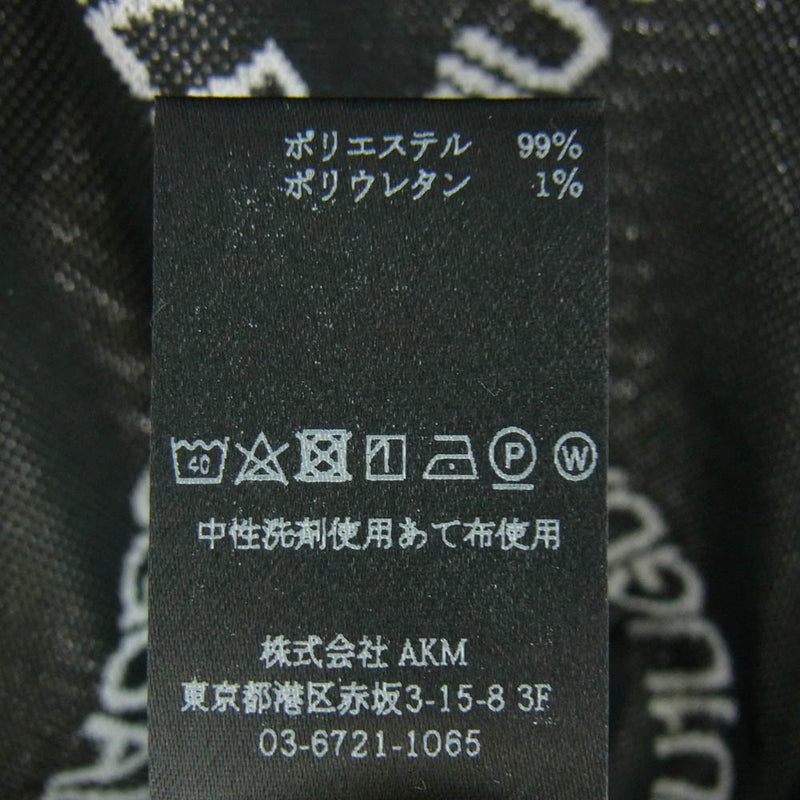 ポリエステル 99%
ポリウレタン 1%
40 P W
中性洗剤使用あて布使用
株式会社 AKM
東京都港区赤坂3-15-8 3F
03-6721-1065